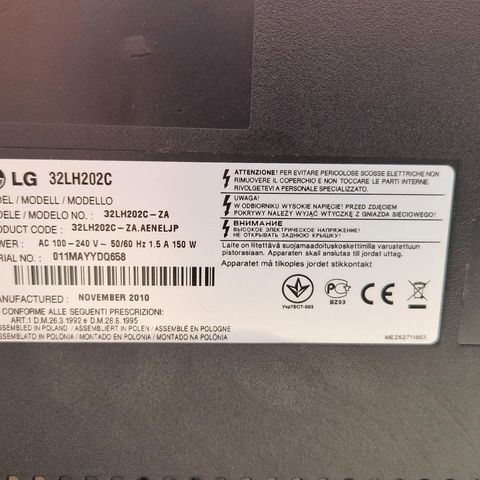 LG 32LH202C
DEL / MODELL / MODELLO
DELE / MODELO NO. : 32LH202C-ZA
ODUCT CODE : 32LH202C-ZA.AENELJP
WER : AC 100-240 V~ 50/60 Hz 1.5 A 150 W
RIAL NO. : 011MAYYDQ658
ANUFACTURED : NOVEMBER 2010
CONFORME ALLE SEGUENTI PRESCRIZIONI:
ART.1 D.M.26.3.1992 e D.M.28.6.1995
SSEMBLED IN POLAND / ASSEMBLIERT IN POLEN / ASSEMBLÉ EN POLOGNE
SSEMBLATO IN POLONIA / MONTADO EN POLONIA / MONTADO NA POLÓNIA
ATTENZIONE! PER EVITARE PERICOLOSE SCOSSE ELETTRICHE NON
RIMUOVERE IL COPERCHIO E NON TOCCARE LE PARTI INTERNE.
RIVOLGETEVI A PERSONALE SPECIALIZZATO.
UWAGA!
W ODBIORNIKU WYSOKIE NAPIĘCIE! PRZED ZDJĘCIEM
POKRYWY NALEŻY WYJĄĆ WTYCZKĘ Z GNIAZDA SIECIOWEGO!
ВНИМАНИЕ
ВЫСОКОЕ ЭЛЕКТРИЧЕСКОЕ НАПРЯЖЕНИЕ!
НЕ ОТКРЫВАТЬ ЗАДНЮЮ КРЫШКУ!
Laite on liitettävä suojamaadoituskoskettimilla varustettuun
pistorasiaan. Apparaten skall anslutas till jordat uttag.
Apparatet må tilkoples jordet stikkontakt
УкрТЕСТ-003
BZ03
CE
MEZ62711953